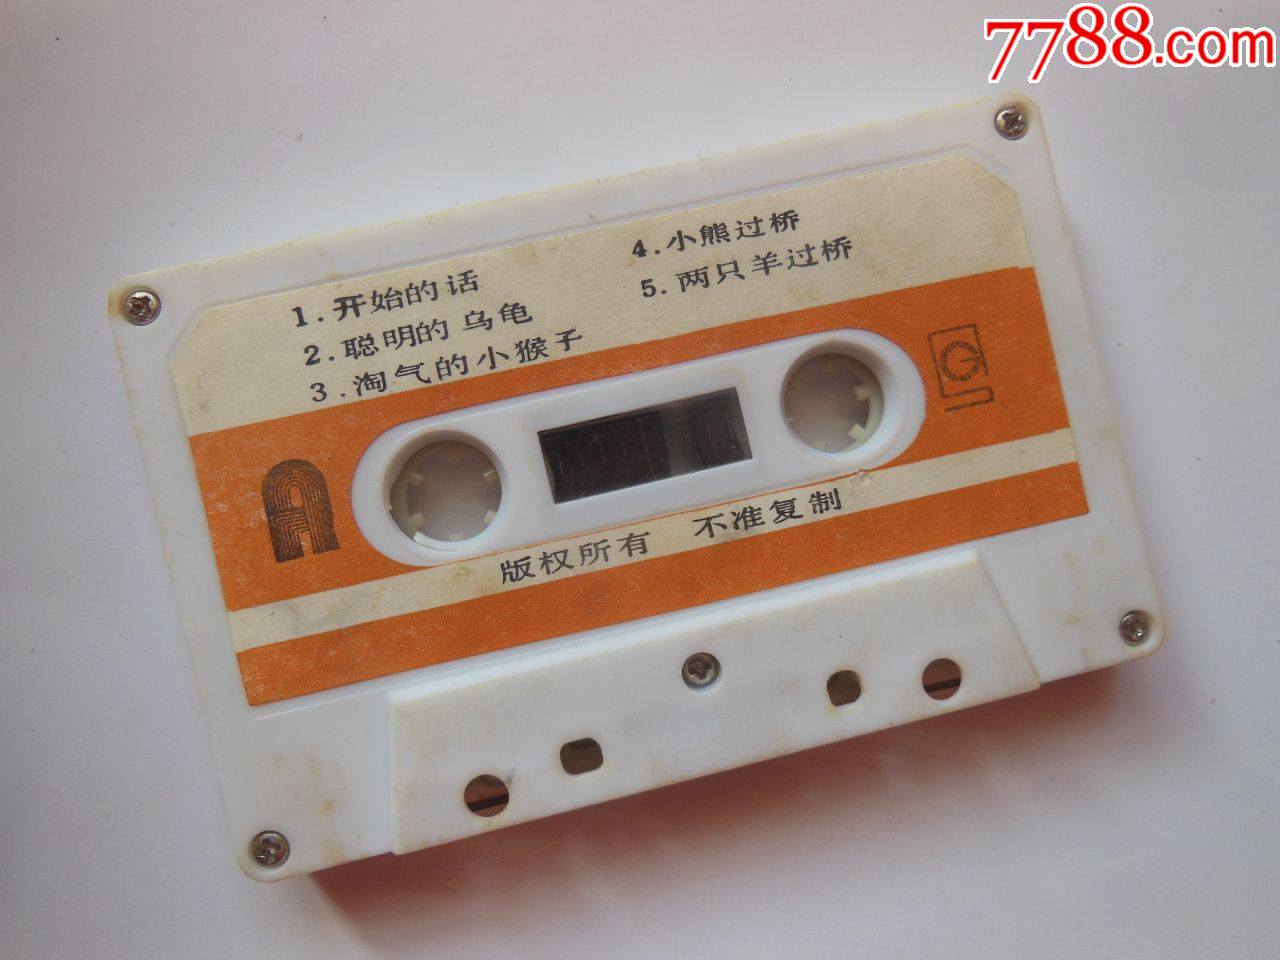 7788.com
1.开始的话
2.聪明的乌龟
3.淘气的小猴子
4.小熊过桥
5.两只羊过桥
A
版权所有 不准复制